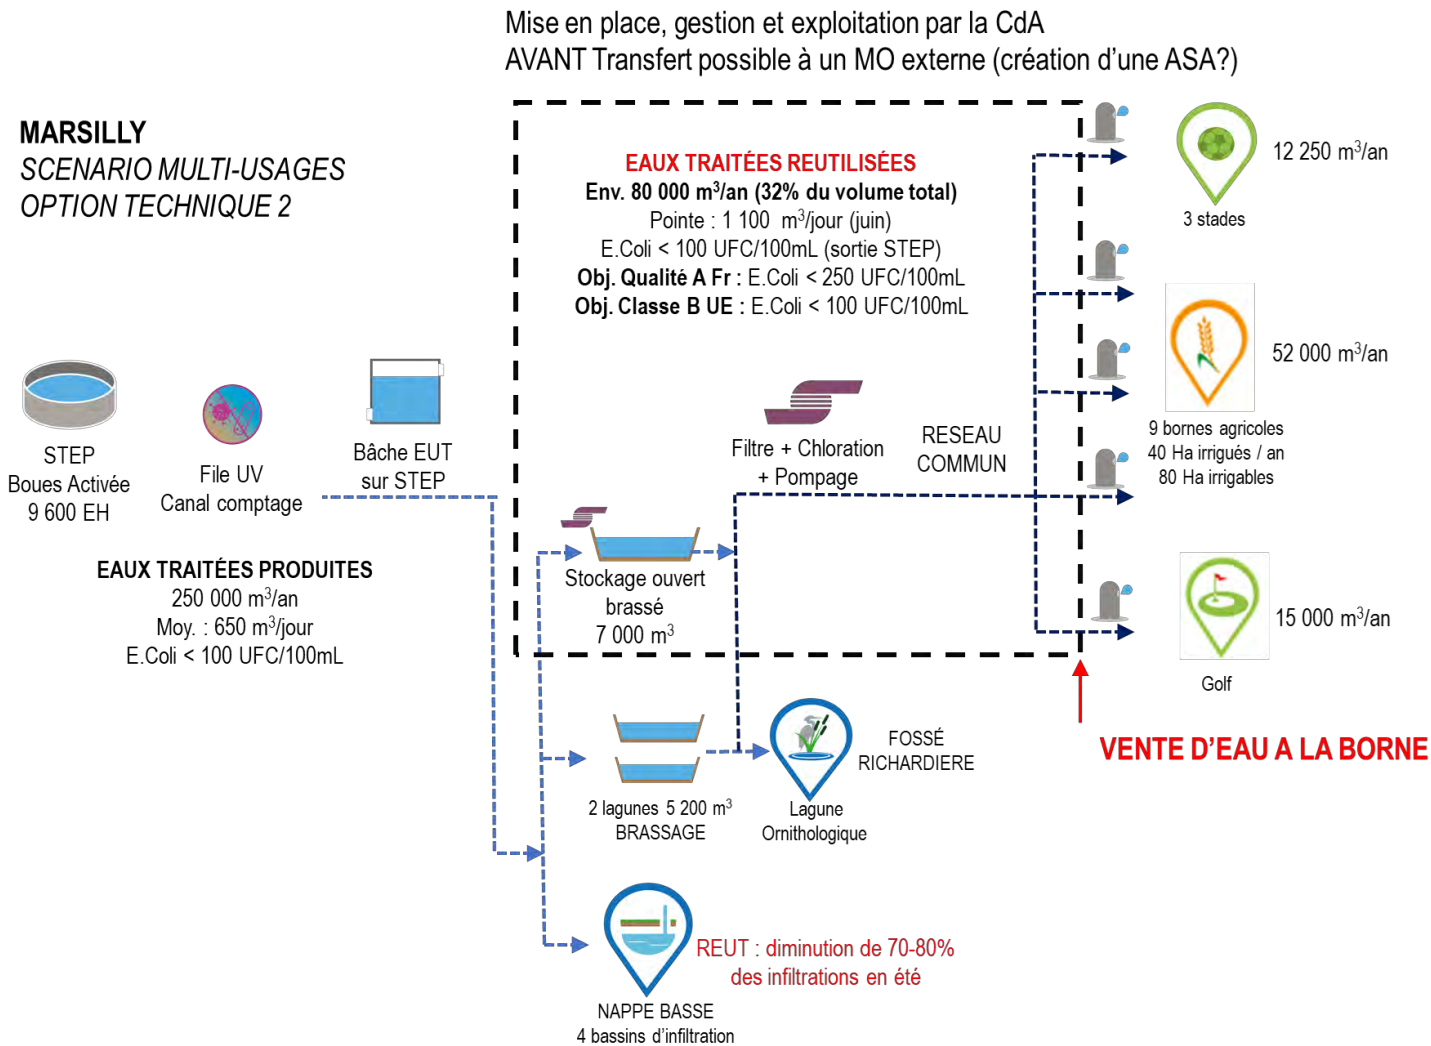 Mise en place, gestion et exploitation par la CdA
AVANT Transfert possible à un MO externe (création d'une ASA?)
MARSILLY
SCENARIO MULTI-USAGES
OPTION TECHNIQUE 2
EAUX TRAITÉES REUTILISÉES
Env. 80 000 m³/an (32% du volume total)
Pointe : 1 100 m³/jour (juin)
E.Coli < 100 UFC/100mL (sortie STEP)
Obj. Qualité A Fr : E.Coli < 250 UFC/100mL
Obj. Classe B UE : E.Coli < 100 UFC/100mL
12 250 m³/an
3 stades
52 000 m³/an
9 bornes agricoles
40 Ha irrigués / an
80 Ha irrigables
STEP
Boues Activée
9 600 EH
File UV
Canal comptage
Bâche EUT
sur STEP
Filtre + Chloration
+ Pompage
RESEAU
COMMUN
EAUX TRAITÉES PRODUITES
250 000 m³/an
Moy. : 650 m³/jour
E.Coli < 100 UFC/100mL
Stockage ouvert
brassé
7 000 m³
15 000 m³/an
Golf
VENTE D'EAU A LA BORNE
2 lagunes 5 200 m³
BRASSAGE
FOSSÉ
RICHARDIERE
Lagune
Ornithologique
REUT : diminution de 70-80%
des infiltrations en été
NAPPE BASSE
4 bassins d'infiltration